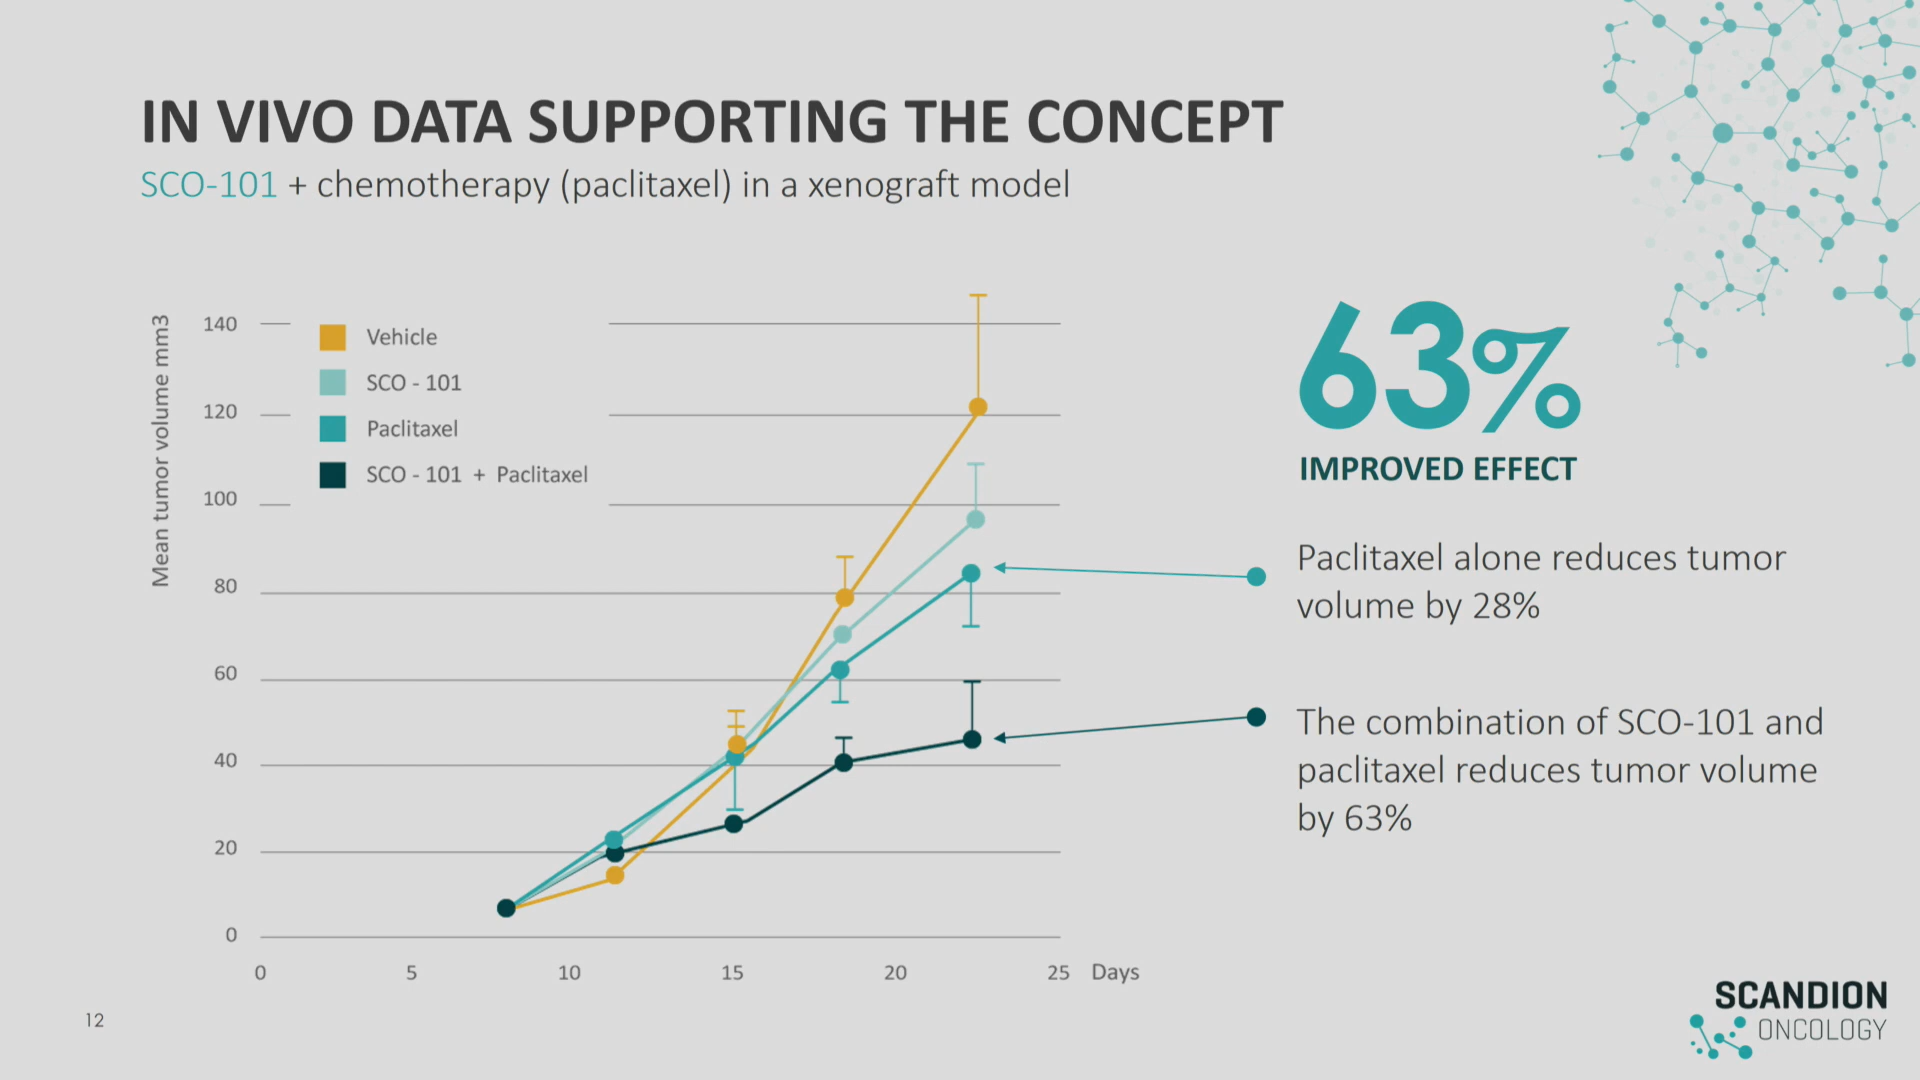 IN VIVO DATA SUPPORTING THE CONCEPT
SCO-101 + chemotherapy (paclitaxel) in a xenograft model
Mean tumor volume mm3
140
120
100
80
60
40
20
0
Vehicle
SCO - 101
Paclitaxel
SCO - 101 + Paclitaxel
0 5 10 15 20 25 Days
63%
IMPROVED EFFECT
Paclitaxel alone reduces tumor
volume by 28%
The combination of SCO-101 and
paclitaxel reduces tumor volume
by 63%
12
SCANDION
ONCOLOGY